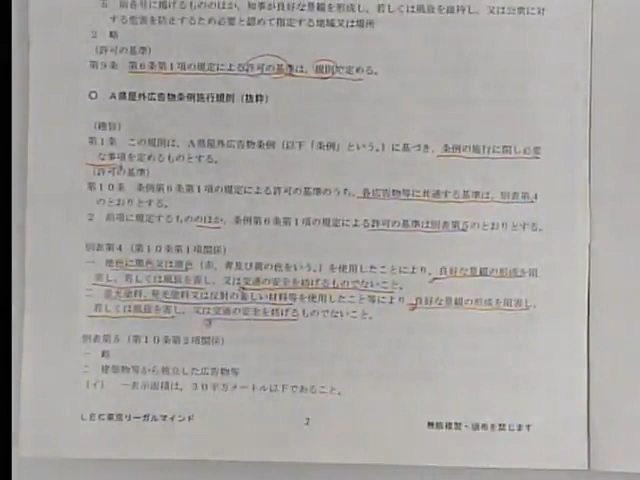 五 前各号に掲げるもののほか、知事が良好な景観を形成し、若しくは風致を維持し、又は公衆に対
する危害を防止するため必要と認めて指定する地域又は場所
2 略
(許可の基準)
第9条 第6条第1項の規定による許可の基準は、規則で定める。
○ A県屋外広告物条例施行規則(抜粋)
(趣旨)
第1条 この規則は、A県屋外広告物条例(以下「条例」という。)に基づき、条例の施行に関し必要
な事項を定めるものとする。
(許可の基準)
第10条 条例第6条第1項の規定による許可の基準のうち、各広告物等に共通する基準は、別表第4
のとおりとする。
2 前項に規定するもののほか、条例第6条第1項の規定による許可の基準は別表第5のとおりとする。
別表第4(第10条第1項関係)
一 地色に黒色又は原色(赤、青及び黄の色をいう。)を使用したことにより、良好な景観の形成を阻
害し、若しくは風致を害し、又は交通の安全を妨げるものでないこと。
二 蛍光塗料、発光塗料又は反射の著しい材料等を使用したこと等により、良好な景観の形成を阻害し、
若しくは風致を害し、又は交通の安全を妨げるものでないこと。
別表第5(第10条第2項関係)
一 略
二 建築物等から独立した広告物等
(イ) 一表示面積は、30平方メートル以下であること。
LEC東京リーガルマインド 2 無断複製・頒布を禁じます